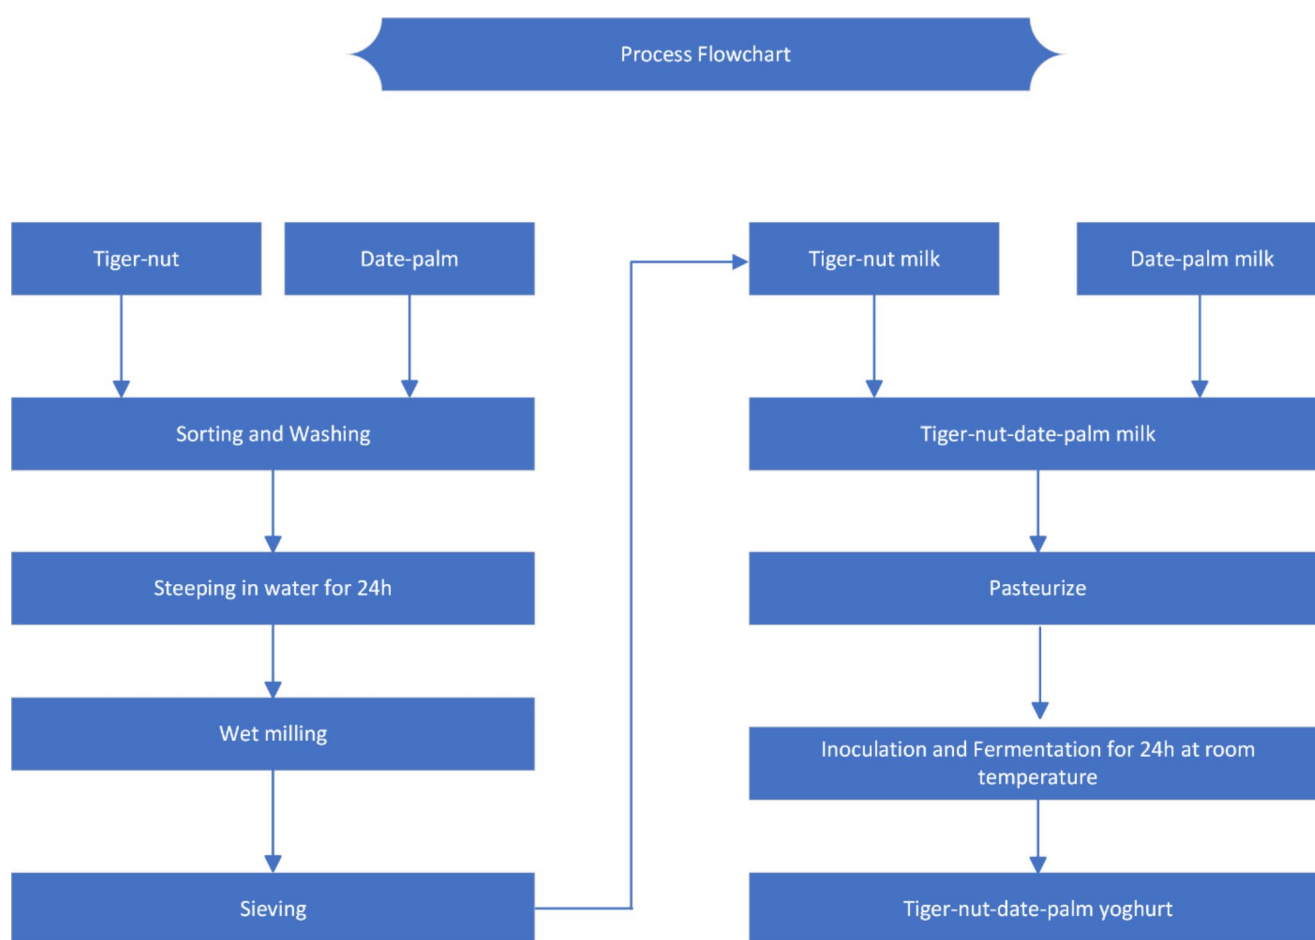 Process Flowchart
Tiger-nut
Date-palm
Sorting and Washing
Steeping in water for 24h
Wet milling
Sieving
Tiger-nut milk
Date-palm milk
Tiger-nut-date-palm milk
Pasteurize
Inoculation and Fermentation for 24h at room
temperature
Tiger-nut-date-palm yoghurt